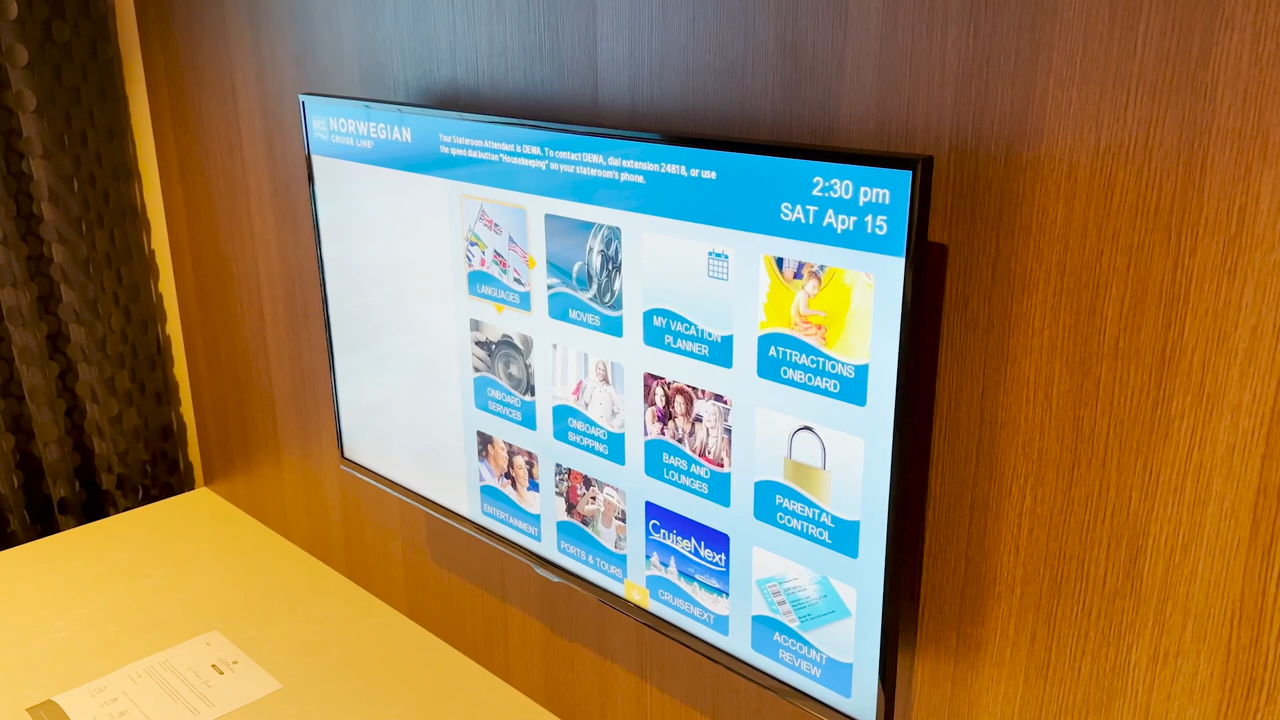 NCL NORWEGIAN
CRUISE LINE®
Your Stateroom Attendant is DEWA. To contact DEWA, dial extension 24818, or use
the speed dial button "Housekeeping" on your stateroom's phone.
2:30 pm
SAT Apr 15
LANGUAGES
MOVIES
MY VACATION
PLANNER
ATTRACTIONS
ONBOARD
ONBOARD
SERVICES
ONBOARD
SHOPPING
BARS AND
LOUNGES
PARENTAL
CONTROL
ENTERTAINMENT
PORTS & TOURS
CruiseNext
CRUISENEXT
ACCOUNT
REVIEW